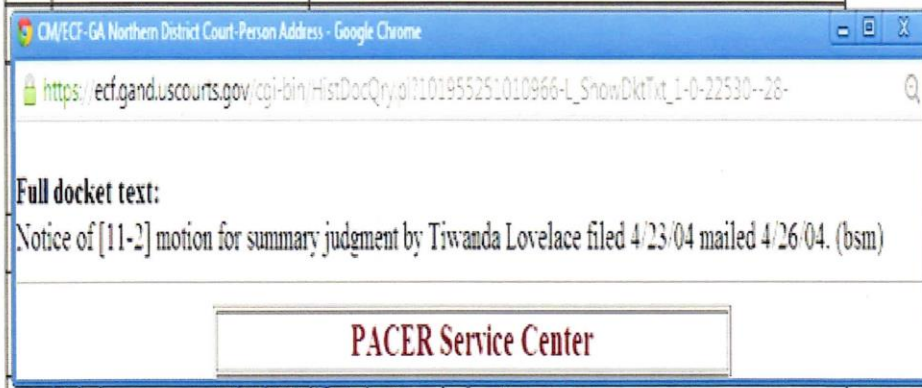 CM/ECF-GA Northern District Court-Person Address - Google Chrome
https://ecf.gand.uscourts.gov/cgi-bin/HistDocQry.pl?101955251010966-L_ShowDktTxt_1-0-22530--28-
Full docket text:
Notice of [11-2] motion for summary judgment by Tiwanda Lovelace filed 4/23/04 mailed 4/26/04. (bsm)
PACER Service Center